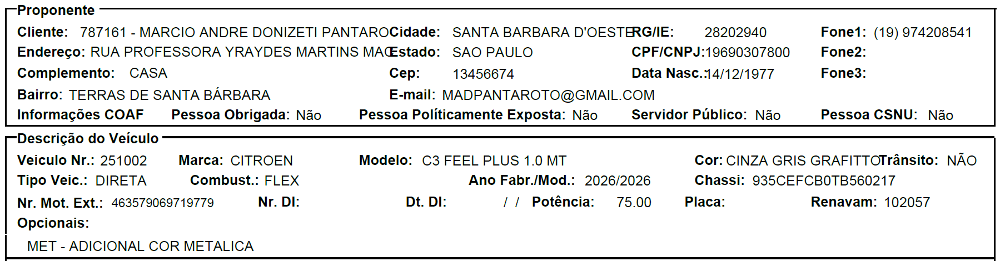 Proponente
Cliente: 787161 - MARCIO ANDRE DONIZETI PANTARO Cidade: SANTA BARBARA D'OESTE RG/IE: 28202940 Fone1: (19) 974208541
Endereço: RUA PROFESSORA YRAYDES MARTINS MAC Estado: SAO PAULO CPF/CNPJ: 19690307800 Fone2:
Complemento: CASA Cep: 13456674 Data Nasc.: 14/12/1977 Fone3:
Bairro: TERRAS DE SANTA BÁRBARA E-mail: MADPANTAROTO@GMAIL.COM
Informações COAF Pessoa Obrigada: Não Pessoa Políticamente Exposta: Não Servidor Público: Não Pessoa CSNU: Não
Descrição do Veículo
Veiculo Nr.: 251002 Marca: CITROEN Modelo: C3 FEEL PLUS 1.0 MT Cor: CINZA GRIS GRAFITTO Trânsito: NÃO
Tipo Veic.: DIRETA Combust.: FLEX Ano Fabr./Mod.: 2026/2026 Chassi: 935CEFCB0TB560217
Nr. Mot. Ext.: 463579069719779 Nr. DI: Dt. DI: / / Potência: 75.00 Placa: Renavam: 102057
Opcionais:
MET - ADICIONAL COR METALICA